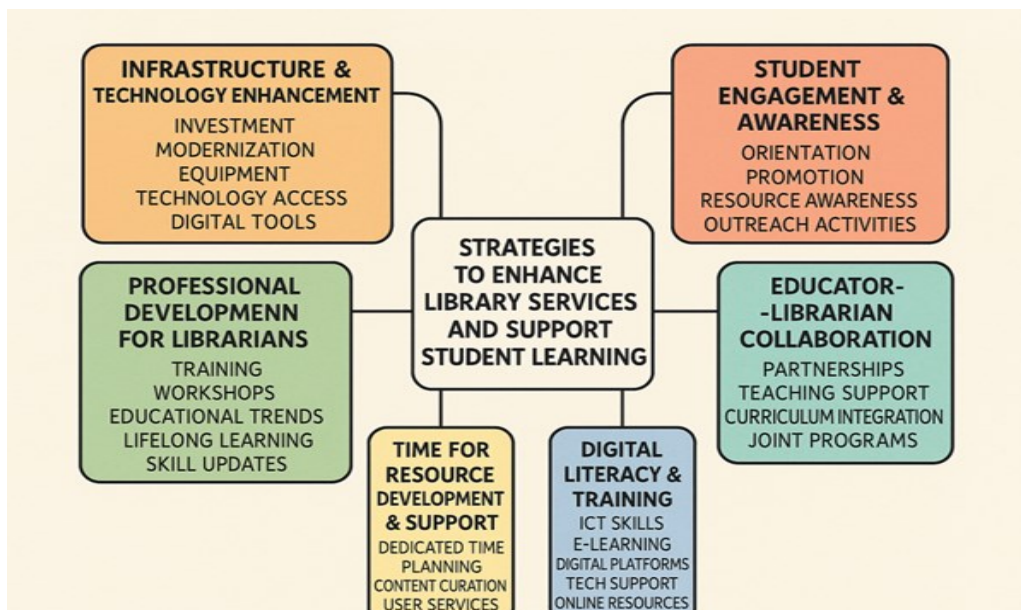 INFRASTRUCTURE &
TECHNOLOGY ENHANCEMENT
INVESTMENT
MODERNIZATION
EQUIPMENT
TECHNOLOGY ACCESS
DIGITAL TOOLS
STUDENT
ENGAGEMENT &
AWARENESS
ORIENTATION
PROMOTION
RESOURCE AWARENESS
OUTREACH ACTIVITIES
STRATEGIES
TO ENHANCE
LIBRARY SERVICES
AND SUPPORT
STUDENT LEARNING
PROFESSIONAL
DEVELOPMENN
FOR LIBRARIANS
TRAINING
WORKSHOPS
EDUCATIONAL TRENDS
LIFELONG LEARNING
SKILL UPDATES
EDUCATOR-
-LIBRARIAN
COLLABORATION
PARTNERSHIPS
TEACHING SUPPORT
CURRICULUM INTEGRATION
JOINT PROGRAMS
TIME FOR
RESOURCE
DEVELOPMENT
& SUPPORT
DEDICATED TIME
PLANNING
CONTENT CURATION
USER SERVICES
DIGITAL
LITERACY &
TRAINING
ICT SKILLS
E-LEARNING
DIGITAL PLATFORMS
TECH SUPPORT
ONLINE RESOURCES